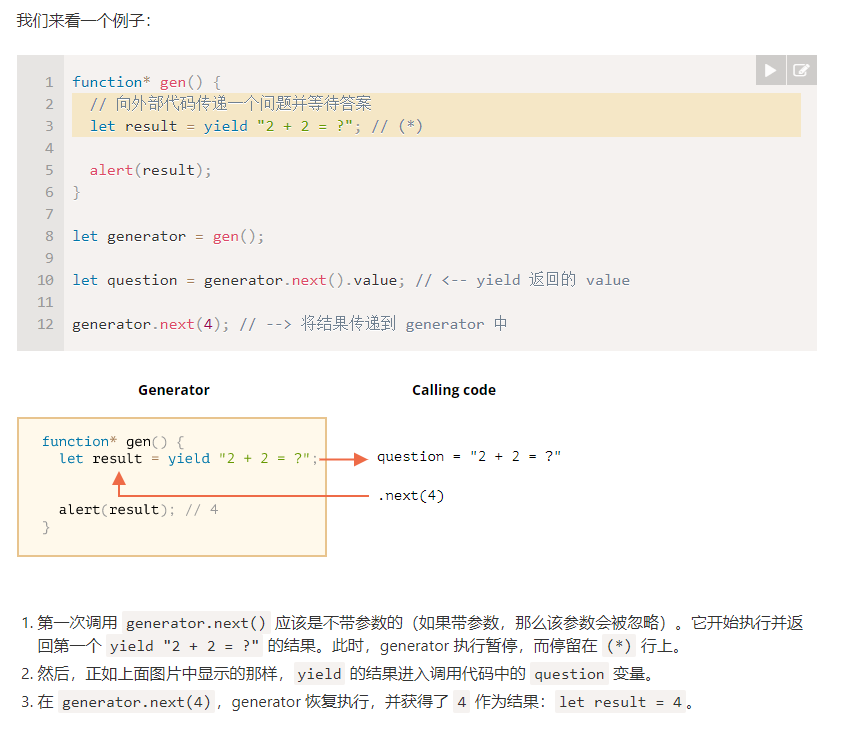 我们来看一个例子：
1 function* gen() {
2   // 向外部代码传递一个问题并等待答案
3   let result = yield "2 + 2 = ?"; // (*)
4
5   alert(result);
6 }
7
8 let generator = gen();
9
10 let question = generator.next().value; // <-- yield 返回的 value
11
12 generator.next(4); // --> 将结果传递到 generator 中
Generator
Calling code
function* gen() {
let result = yield "2 + 2 = ?";
question = "2 + 2 = ?"
.next(4)
alert(result); // 4
}
1. 第一次调用 generator.next() 应该是不带参数的（如果带参数，那么该参数会被忽略）。它开始执行并返
回第一个 yield "2 + 2 = ?" 的结果。此时，generator 执行暂停，而停留在 (*) 行上。
2. 然后，正如上面图片中显示的那样， yield 的结果进入调用代码中的 question 变量。
3. 在 generator.next(4)，generator 恢复执行，并获得了 4 作为结果： let result = 4。